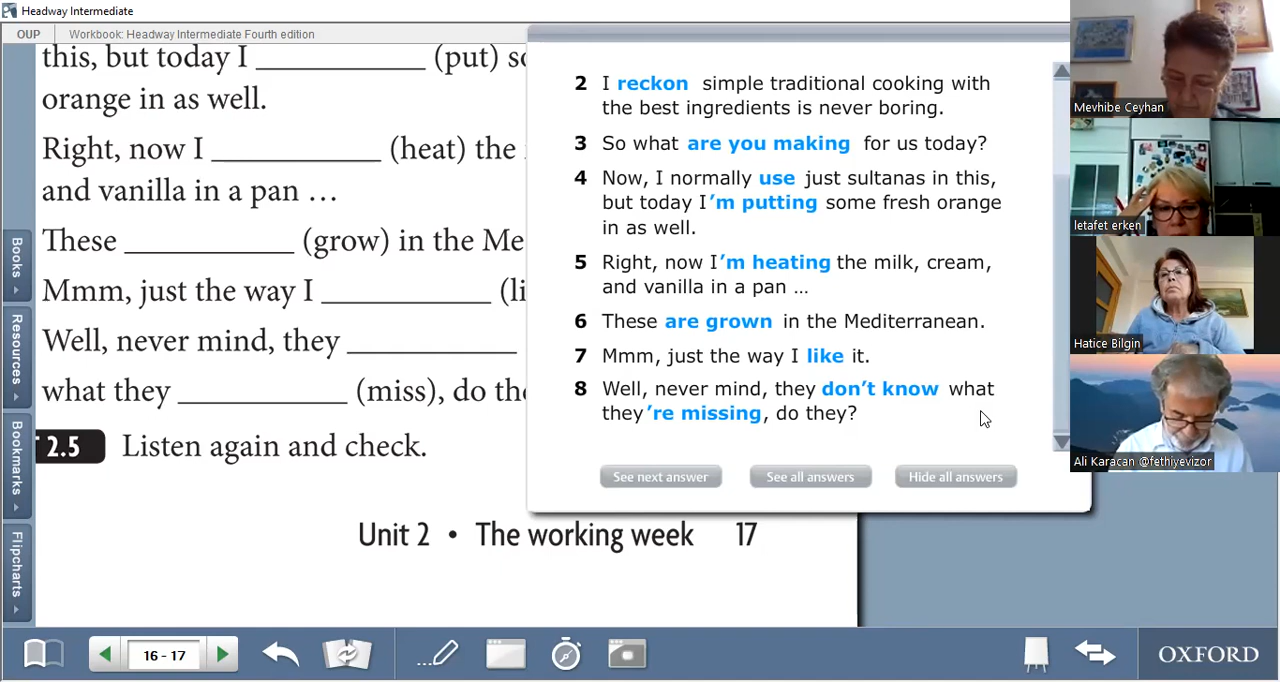 Headway Intermediate
OUP
Workbook: Headway Intermediate Fourth edition
this, but today I ____________ (put) so
orange in as well.
Right, now I ____________ (heat) the
and vanilla in a pan …
These ____________ (grow) in the Me
Mmm, just the way I ____________ (li
Well, never mind, they ____________
what they ____________ (miss), do the
T 2.5 Listen again and check.
Unit 2 • The working week 17
2 I reckon simple traditional cooking with
the best ingredients is never boring.
3 So what are you making for us today?
4 Now, I normally use just sultanas in this,
but today I'm putting some fresh orange
in as well.
5 Right, now I'm heating the milk, cream,
and vanilla in a pan ...
6 These are grown in the Mediterranean.
7 Mmm, just the way I like it.
8 Well, never mind, they don't know what
they're missing, do they?
See next answer
See all answers
Hide all answers
Mevhibe Ceyhan
letafet erken
Hatice Bilgin
Ali Karacan @fethiyevizor
Books
Resources
Bookmarks
Flipcharts
16 - 17
OXFORD